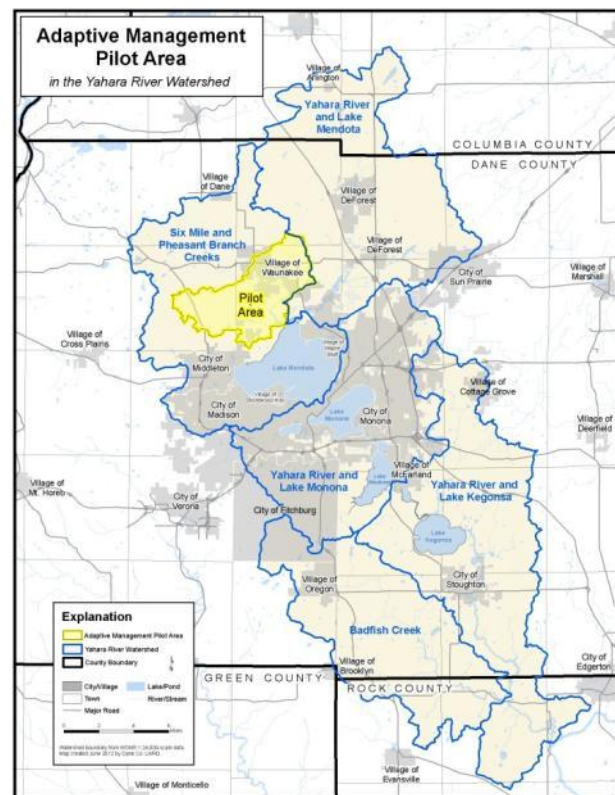 Adaptive Management
Pilot Area
in the Yahara River Watershed
Village of
Arlington
Yahara River
and Lake
Mendota
COLUMBIA COUNTY
DANE COUNTY
Village
of Dane
Village of
DeForest
Six Mile and
Pheasant Branch
Creeks
Village of
Waunakee
Village of
DeForest
City of
Sun Prairie
Village of
Marshall
Pilot
Area
Village of
Cross Plains
City of
Middleton
Lake Mendota
Village of
Cottage Grove
City of
Madison
Lake
Monona
City of
Monona
Village of
Deerfield
Village of
Mt. Horeb
Yahara River and
Lake Monona
Village of
McFarland
Yahara River and
Lake Kegonsa
City of
Verona
City of Fitchburg
Lake
Kegonsa
Village of
Oregon
City of
Stoughton
Badfish Creek
Village of
Brooklyn
City of
Edgerton
GREEN COUNTY
ROCK COUNTY
Explanation
Adaptive Management Pilot Area
Yahara River Watershed
County Boundary
City/Village
Lake/Pond
Town
River/Stream
Major Road
Village of Monticello
Village of
Evansville